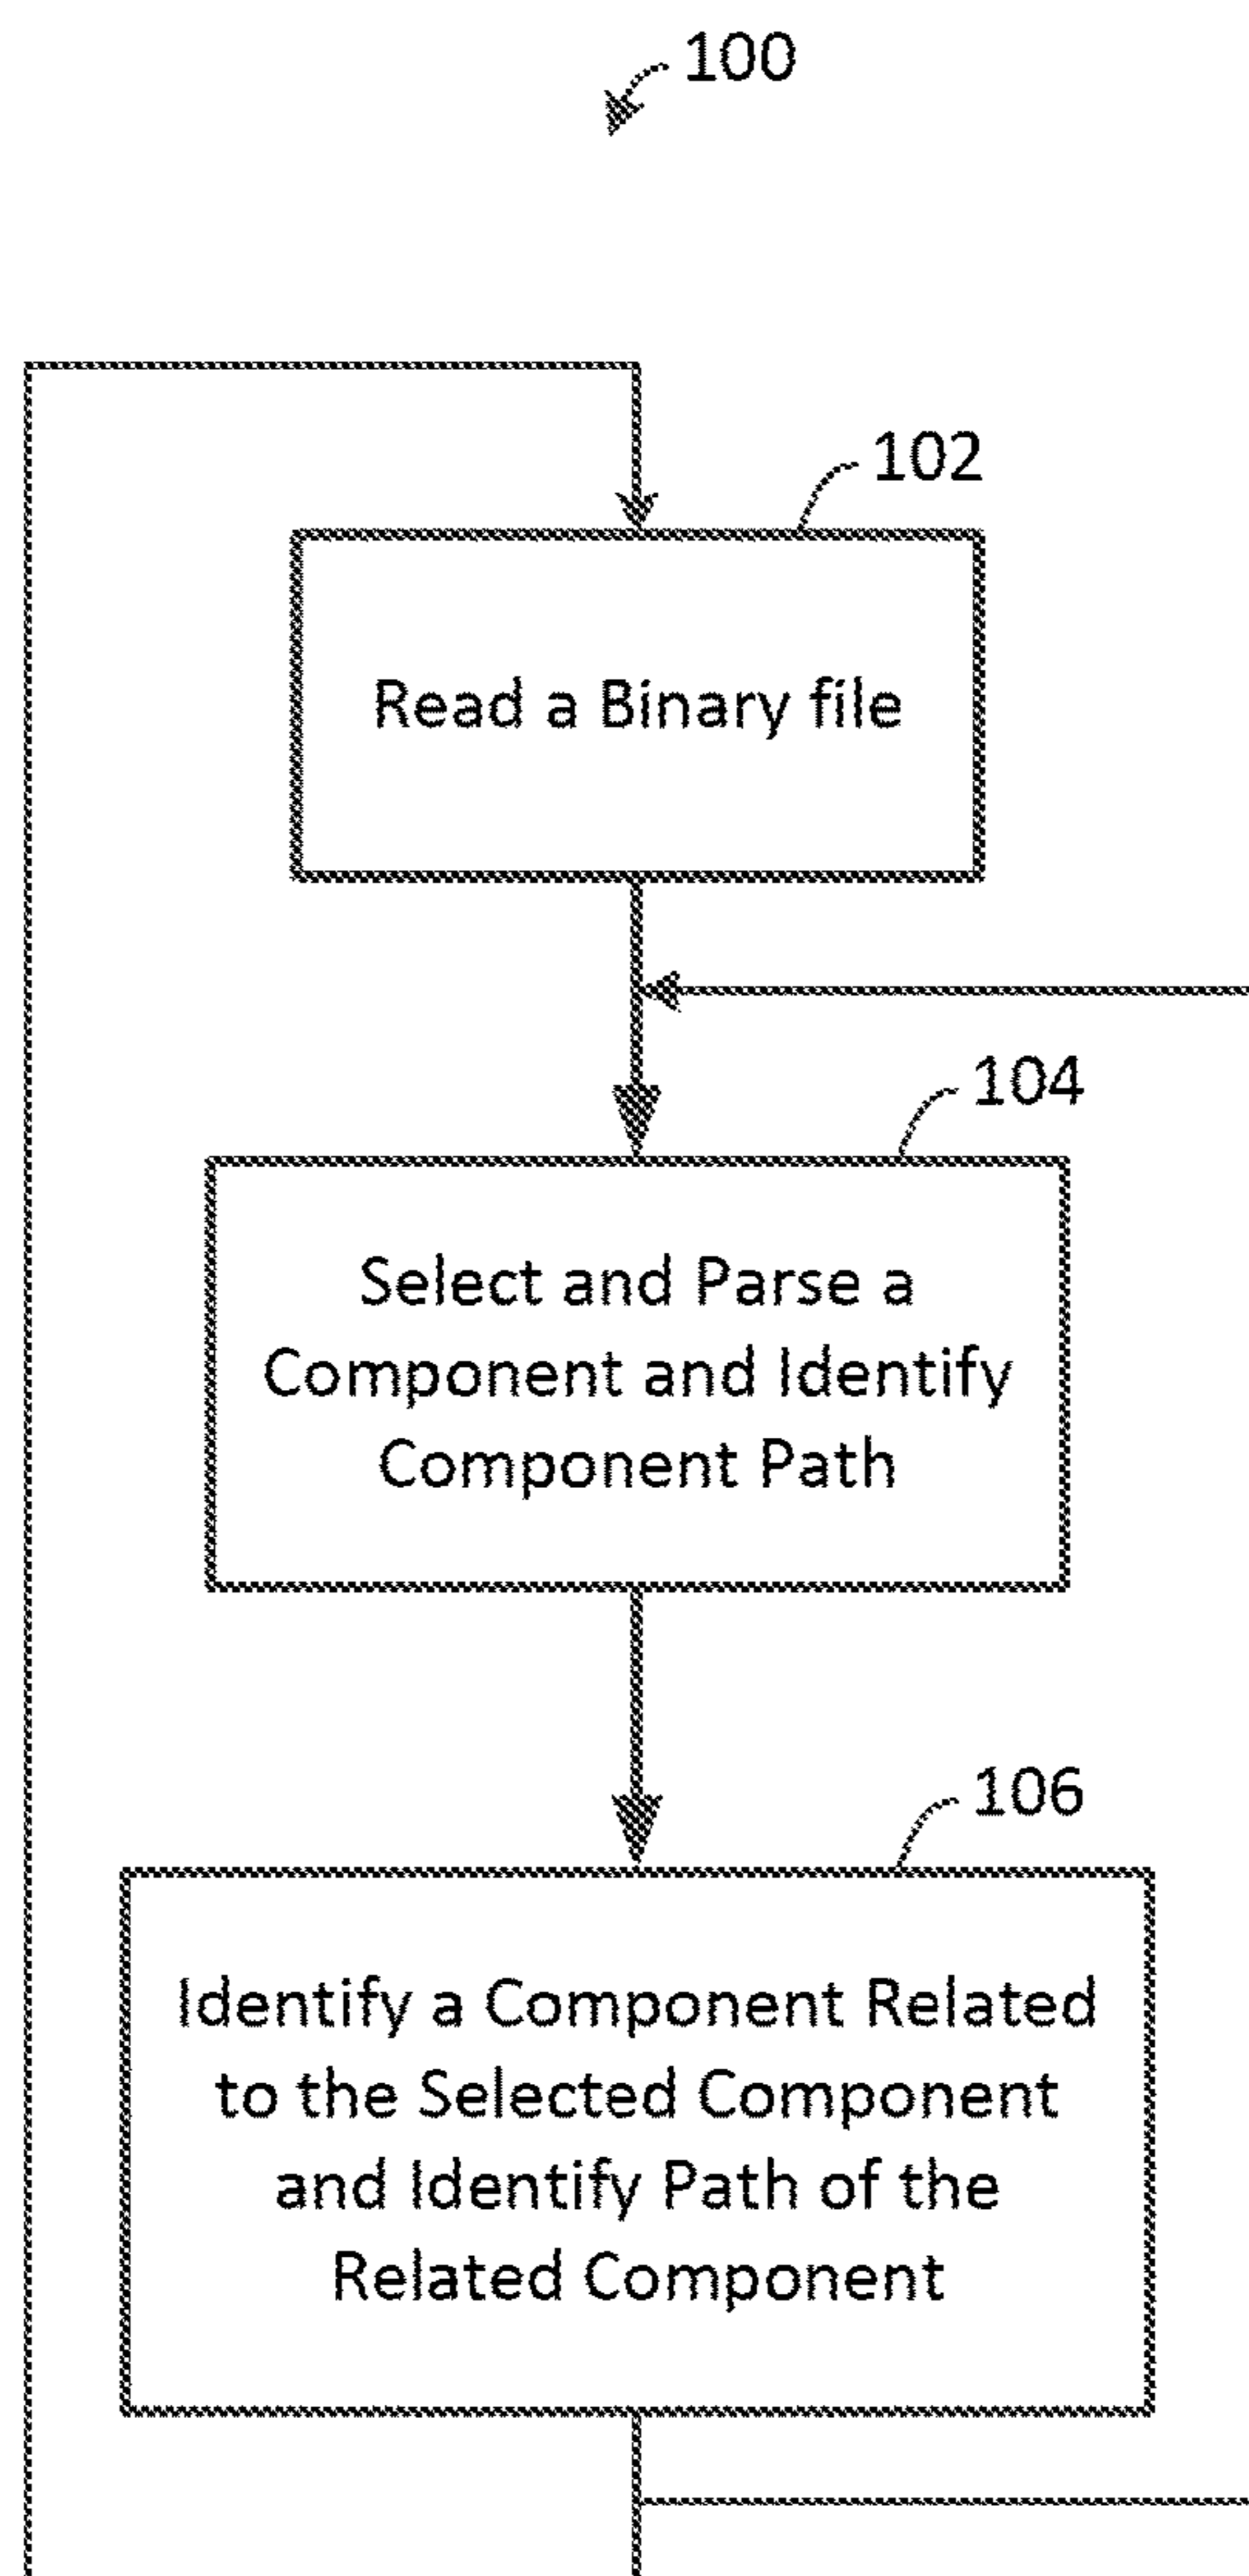 100
102
Read a Binary file
104
Select and Parse a
Component and Identify
Component Path
106
Identify a Component Related
to the Selected Component
and Identify Path of the
Related Component